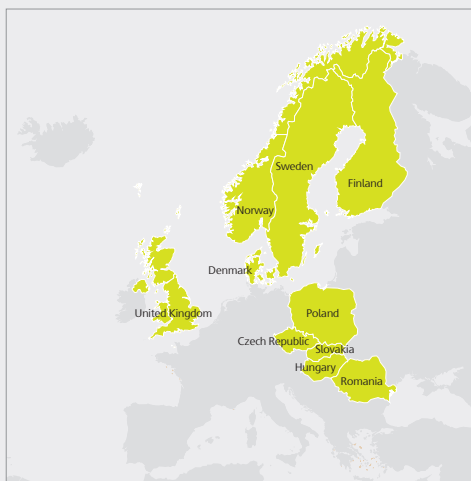 Sweden
Finland
Norway
Denmark
United Kingdom
Poland
Czech Republic
Slovakia
Hungary
Romania